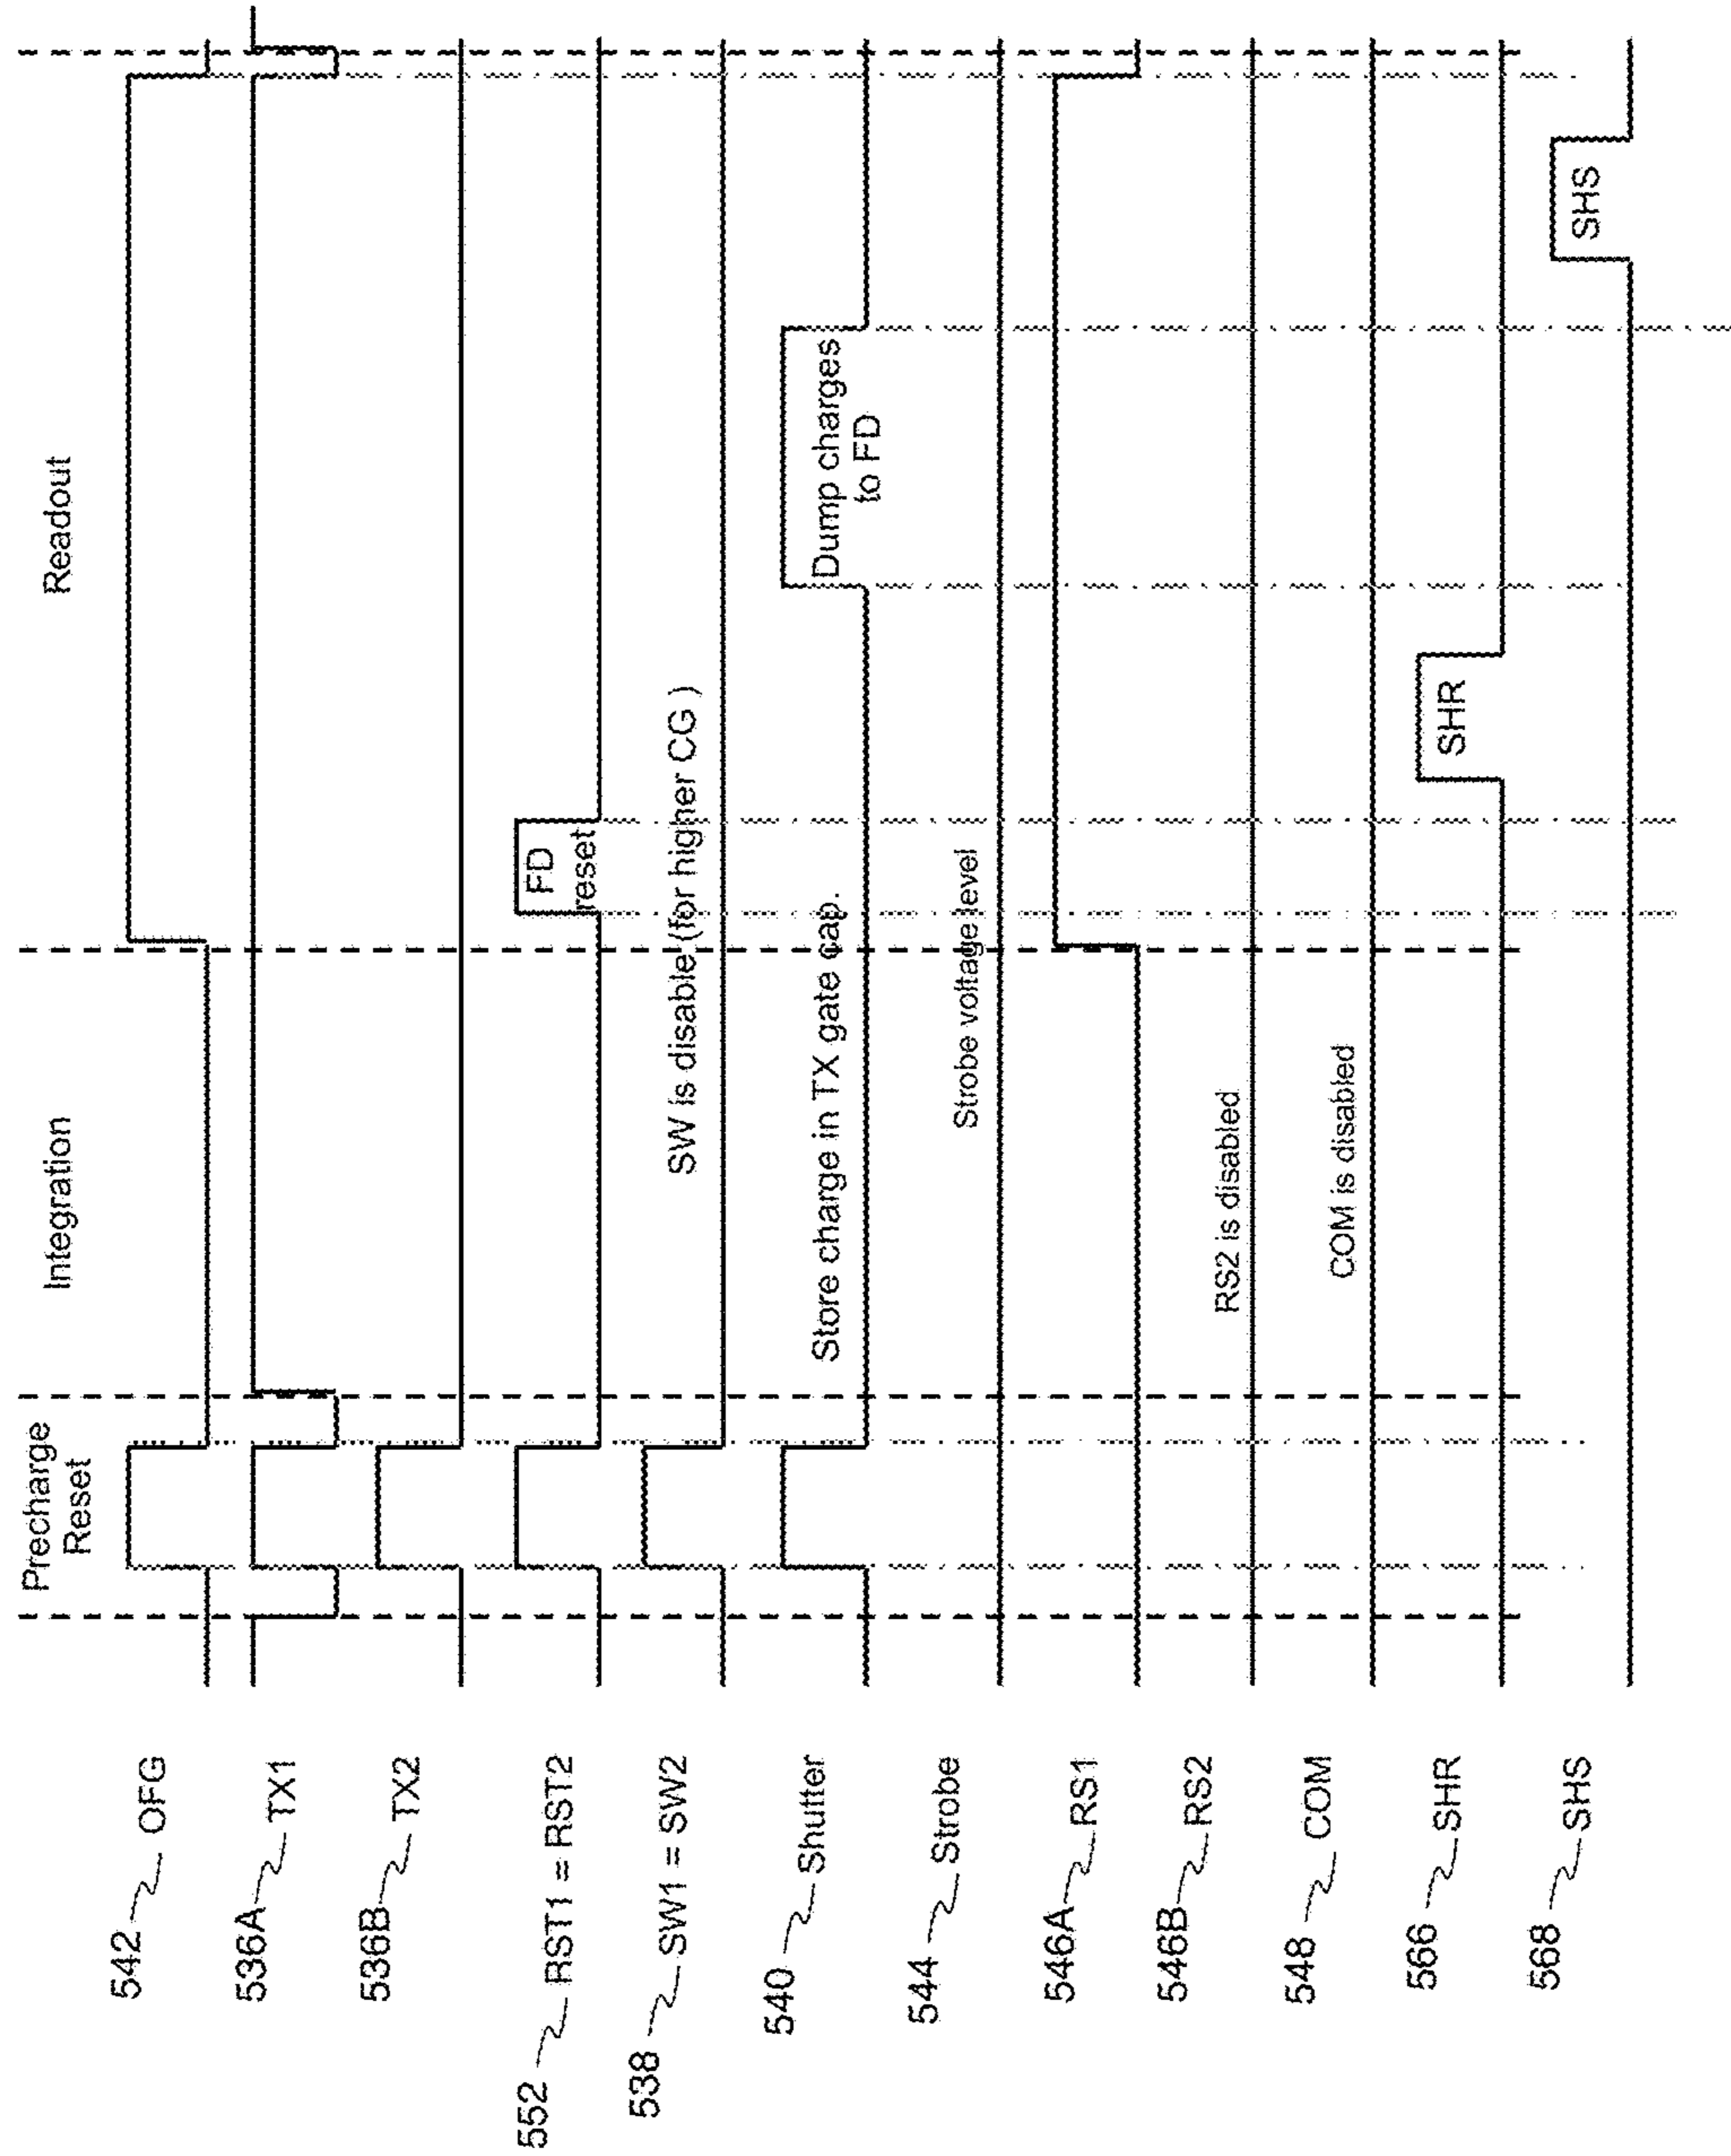 Precharge
Reset
Integration
Readout
542 OFG
536A TX1
536B TX2
552 RST1 = RST2
FD
reset
538 SW1 = SW2
SW is disable (for higher CG )
540 Shutter
Store charge in TX gate cap.
Dump charges
to FD
544 Strobe
Strobe voltage level
546A RS1
546B RS2
RS2 is disabled
548 COM
COM is disabled
566 SHR
SHR
568 SHS
SHS